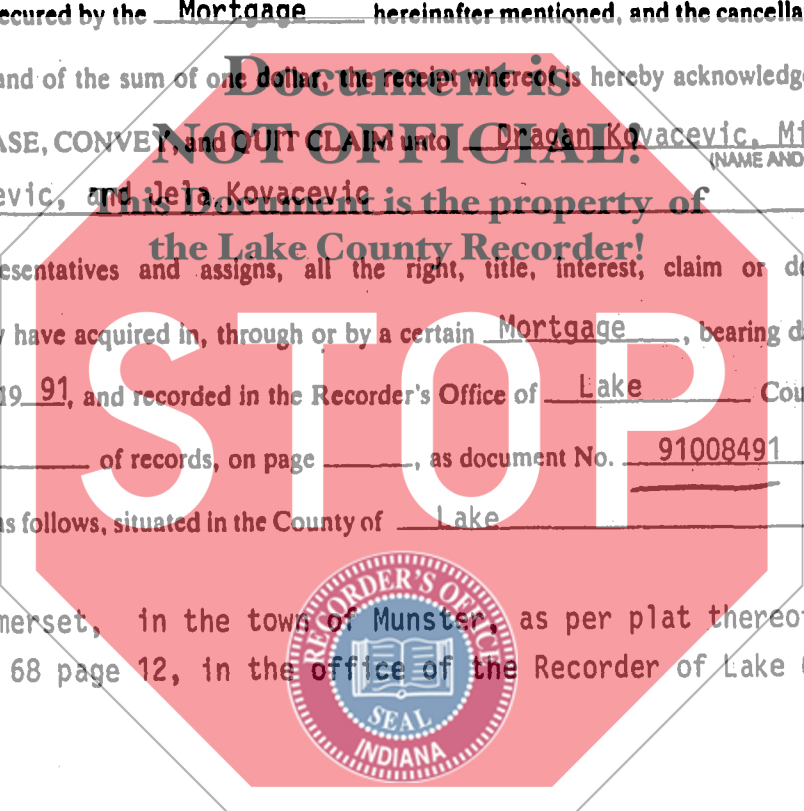 ecured by the Mortgage hereinafter mentioned, and the cancella
Document is
and of the sum of one dollar, the receipt whereof is hereby acknowledge
NOT OFFICIAL!
ASE, CONVEY, and QUIT CLAIM unto Dragan Kovacevic, Mi
(NAME AND
evic, and Jela Kovacevic
This Document is the property of
the Lake County Recorder!
esentatives and assigns, all the right, title, interest, claim or de
y have acquired in, through or by a certain Mortgage, bearing da
19 91, and recorded in the Recorder's Office of Lake Cou
STOP
of records, on page , as document No. 91008491
as follows, situated in the County of Lake
RECORDER'S OFFICE
merset, in the town of Munster, as per plat thereo
68 page 12, in the office of the Recorder of Lake
SEAL
INDIANA